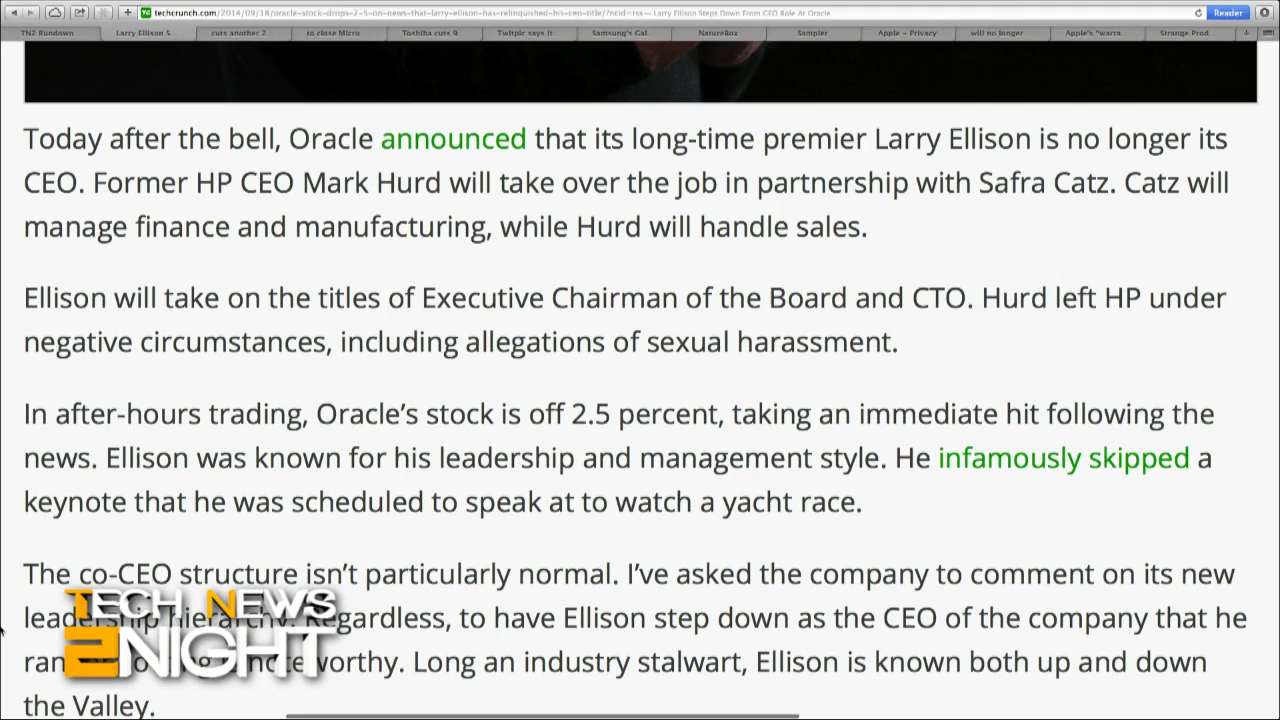 techcrunch.com/2014/09/18/oracle-stock-drops-2-5-on-news-that-larry-ellison-has-relinquished-his-ceo-title/?ncid=rss — Larry Ellison Steps Down From CEO Role At Oracle
Reader
TN2 Rundown
Larry Ellison S...
cuts another 2
to close Micro
Toshiba cuts 9
Twitpic says it...
Samsung's Gal
NatureBox
Sampler
Apple – Privacy
will no longer
Apple's "warra...
Strange Prod...
Today after the bell, Oracle announced that its long-time premier Larry Ellison is no longer its
CEO. Former HP CEO Mark Hurd will take over the job in partnership with Safra Catz. Catz will
manage finance and manufacturing, while Hurd will handle sales.
Ellison will take on the titles of Executive Chairman of the Board and CTO. Hurd left HP under
negative circumstances, including allegations of sexual harassment.
In after-hours trading, Oracle's stock is off 2.5 percent, taking an immediate hit following the
news. Ellison was known for his leadership and management style. He infamously skipped a
keynote that he was scheduled to speak at to watch a yacht race.
The co-CEO structure isn't particularly normal. I've asked the company to comment on its new
leadership hierarchy. Regardless, to have Ellison step down as the CEO of the company that he
ran worthy. Long an industry stalwart, Ellison is known both up and down
the Valley.
TECH NEWS
2NIGHT